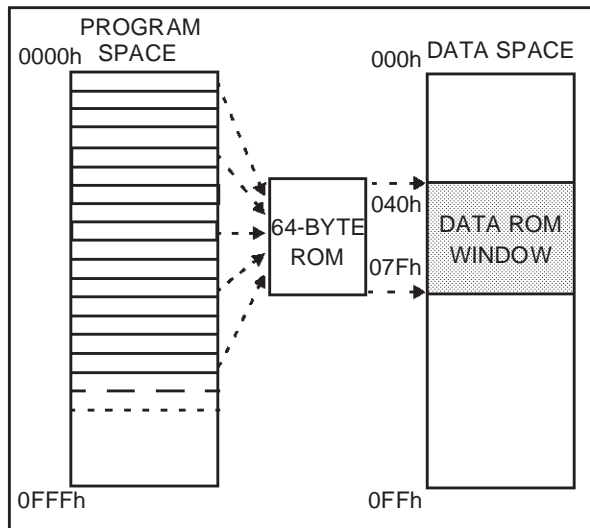 PROGRAM
SPACE
0000h
000h
DATA SPACE
64-BYTE
ROM
040h
07Fh
DATA ROM
WINDOW
0FFFh
0FFh